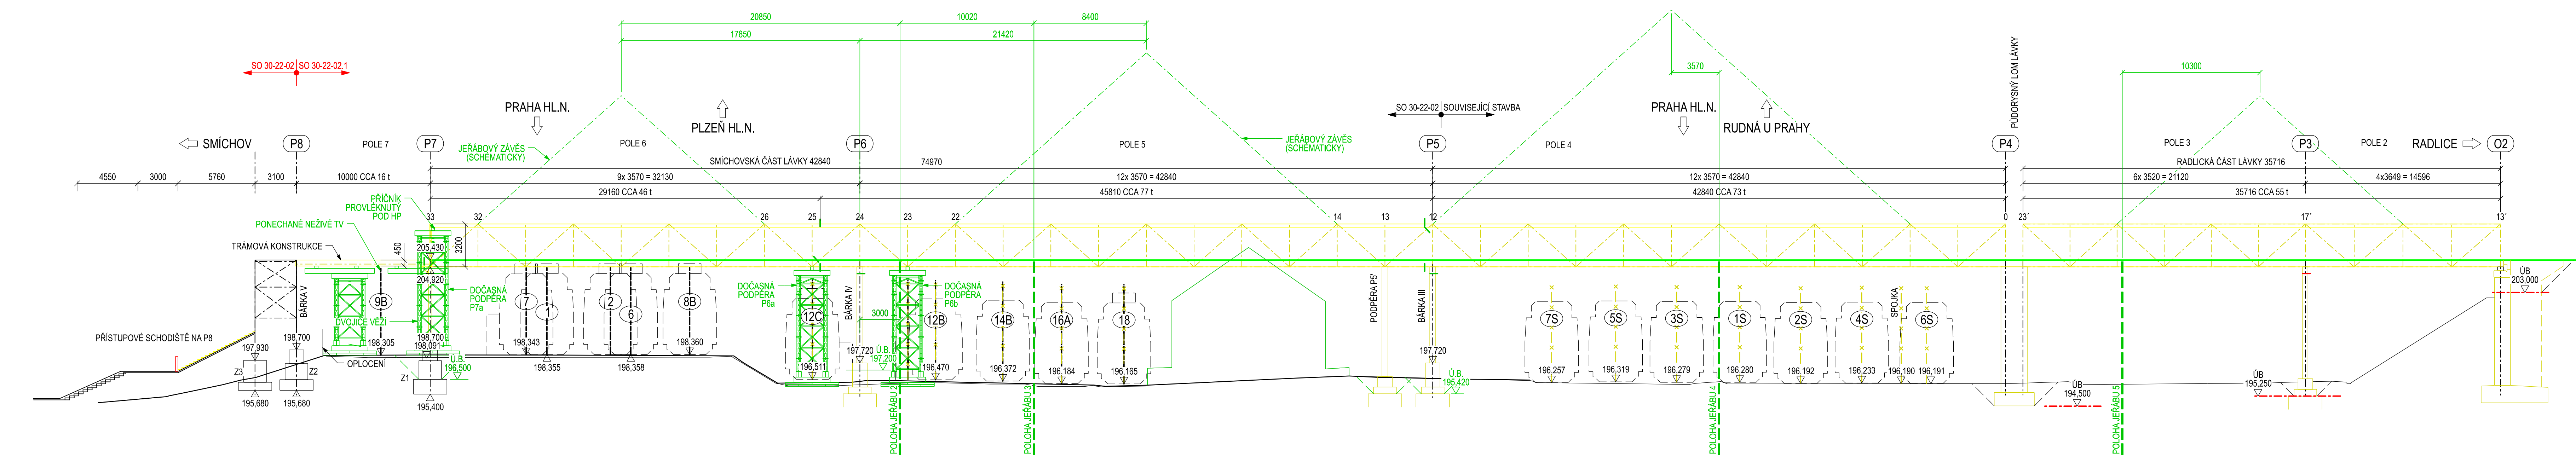 20850
10020
8400
17850
21420
SO 30-22-02 SO 30-22-02.1
3570
10300
PŮDORYSNÝ LOM LÁVKY
PRAHA HL.N.
PLZEŇ HL.N.
SO 30-22-02 SOUVISEJÍCÍ STAVBA
PRAHA HL.N.
RUDNÁ U PRAHY
SMÍCHOV
P8
POLE 7
P7
JEŘÁBOVÝ ZÁVĚS
(SCHÉMATICKY)
POLE 6
P6
POLE 5
JEŘÁBOVÝ ZÁVĚS
(SCHÉMATICKY)
P5
POLE 4
P4
POLE 3
P3
POLE 2
RADLICE
O2
SMÍCHOVSKÁ ČÁST LÁVKY 42840
74970
RADLICKÁ ČÁST LÁVKY 35716
4550
3000
5760
3100
10000 CCA 16 t
9x 3570 = 32130
12x 3570 = 42840
12x 3570 = 42840
6x 3520 = 21120
4x3649 = 14596
29160 CCA 46 t
45810 CCA 77 t
42840 CCA 73 t
35716 CCA 55 t
PŘÍČNÍK
PROVLÉKNUTÝ
POD HP
33
32
26
25
24
23
22
14
13
12
0
23´
17´
13´
PONECHANÉ NEŽIVÉ TV
TRÁMOVÁ KONSTRUKCE
450
205,430
3200
204,920
BÁRKA V
9B
DOČASNÁ
PODPĚRA
P7a
DVOJICE VĚŽÍ
7
1
2
6
8B
DOČASNÁ
PODPĚRA
P6a
12C
BÁRKA IV
3000
DOČASNÁ
PODPĚRA
P6b
12B
14B
16A
18
PODPĚRA P5'
BÁRKA III
7S
5S
3S
1S
2S
4S
SPOJKA
6S
ÚB
203,000
PŘÍSTUPOVÉ SCHODIŠTĚ NA P8
197,930
198,700
198,305
198,700
198,091
Ú.B.
196,500
198,343
198,355
198,358
198,360
196,511
197,720
Ú.B.
197,200
196,470
196,372
196,184
196,165
197,720
Ú.B.
195,420
196,257
196,319
196,279
196,280
196,192
196,233
196,190
196,191
ÚB
194,500
ÚB
195,250
OPLOCENÍ
Z3
Z2
Z1
195,680
195,680
195,400
POLOHA JEŘÁBU 2
POLOHA JEŘÁBU 3
POLOHA JEŘÁBU 4
POLOHA JEŘÁBU 5